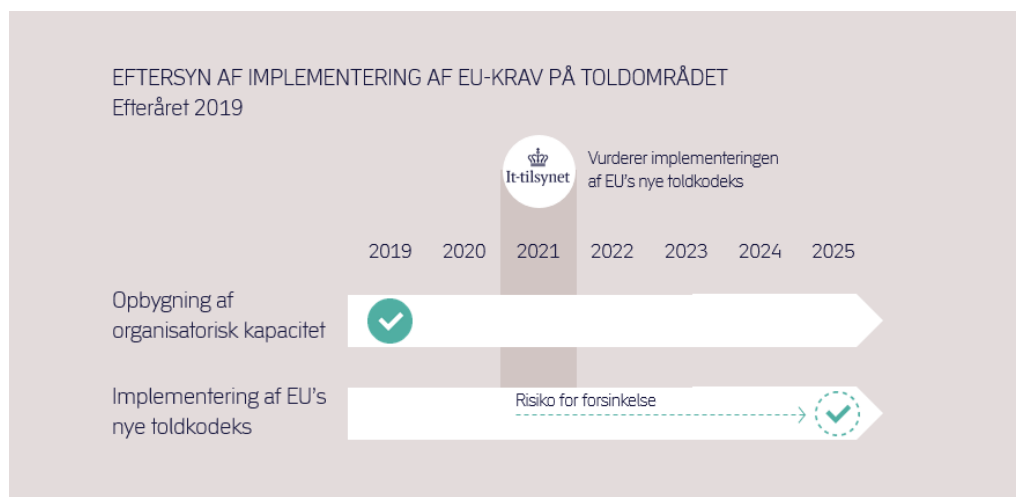 EFTERSYN AF IMPLEMENTERING AF EU-KRAV PÅ TOLDOMRÅDET
Efteråret 2019
It-tilsynet
Vurderer implementeringen
af EU's nye toldkodeks
2019 2020 2021 2022 2023 2024 2025
Opbygning af
organisatorisk kapacitet
Implementering af EU's
nye toldkodeks
Risiko for forsinkelse